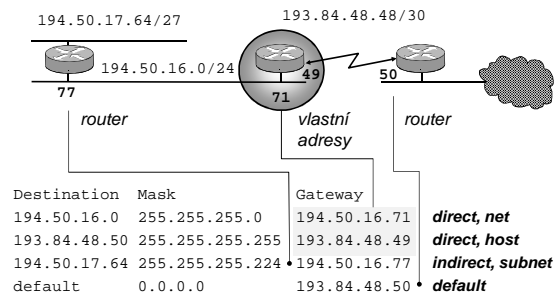 194.50.17.64/27
193.84.48.48/30
194.50.16.0/24
77
49
71
50
router
vlastní
adresy
router
Destination Mask Gateway
194.50.16.0 255.255.255.0 194.50.16.71 direct, net
193.84.48.50 255.255.255.255 193.84.48.49 direct, host
194.50.17.64 255.255.255.224 194.50.16.77 indirect, subnet
default 0.0.0.0 193.84.48.50 default